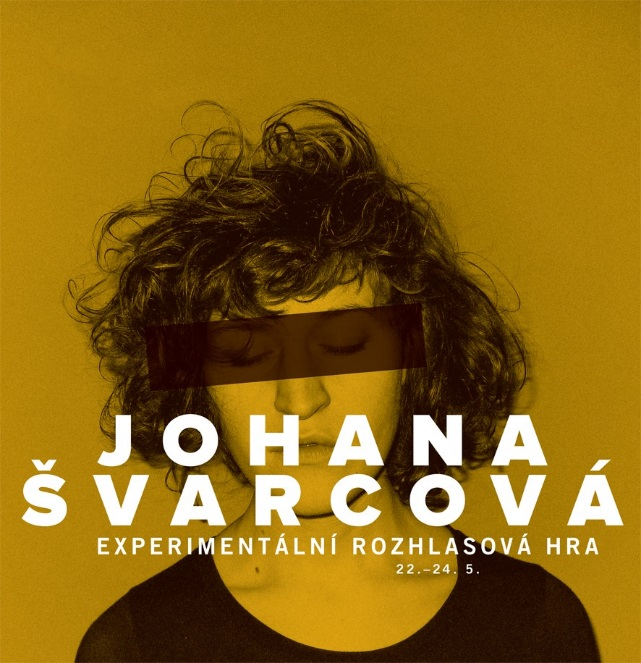 JOHANA
ŠVARCOVÁ
EXPERIMENTÁLNÍ ROZHLASOVÁ HRA
22.–24. 5.